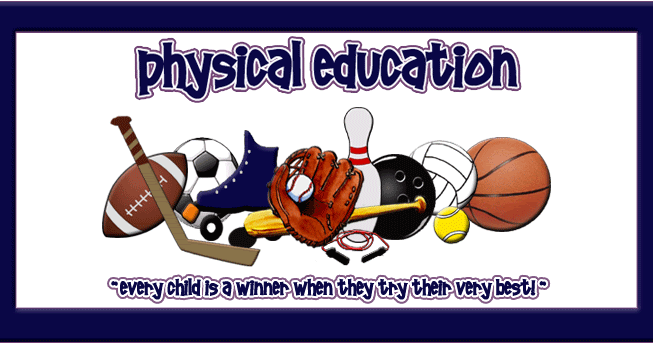 physical education
~every child is a winner when they try their very best! ~